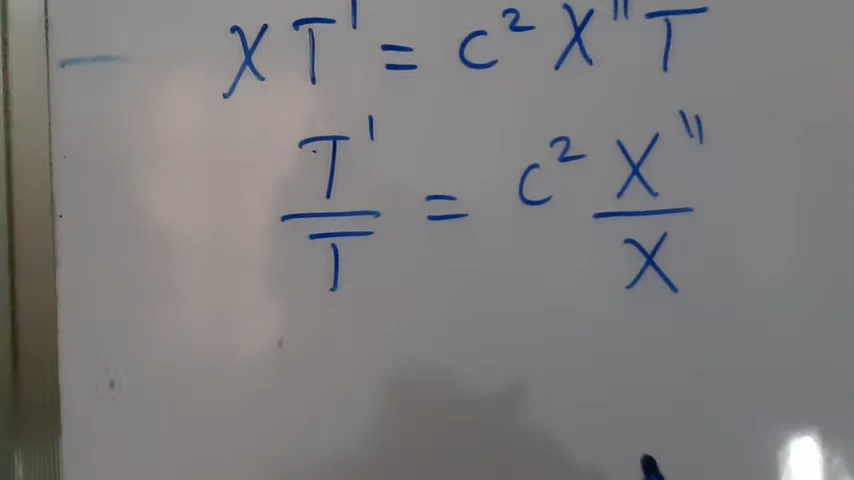 X T' = c² X'' T
T'/T = c² X''/X